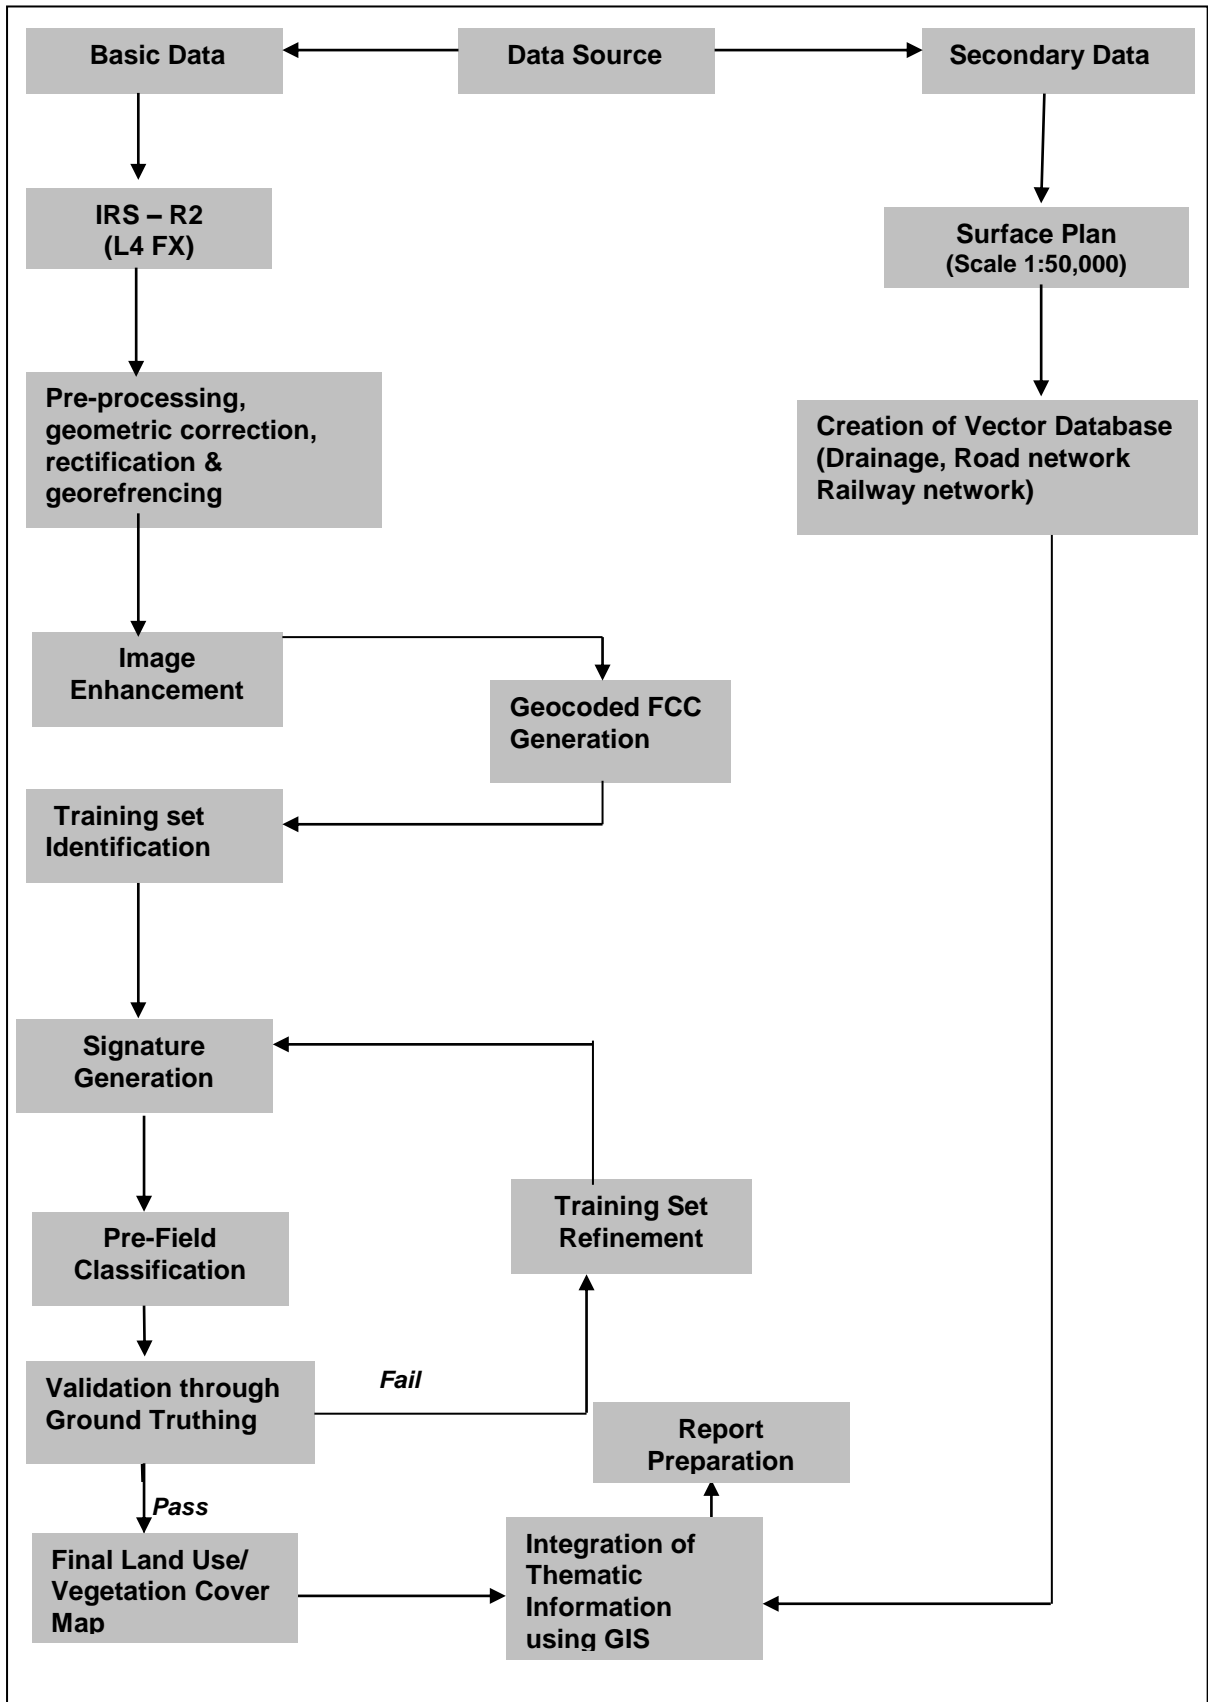 Basic Data
Data Source
Secondary Data
IRS – R2
(L4 FX)
Surface Plan
(Scale 1:50,000)
Pre-processing,
geometric correction,
rectification &
georefrencing
Creation of Vector Database
(Drainage, Road network
Railway network)
Image
Enhancement
Geocoded FCC
Generation
Training set
Identification
Signature
Generation
Training Set
Refinement
Pre-Field
Classification
Validation through
Ground Truthing
Fail
Report
Preparation
Pass
Final Land Use/
Vegetation Cover
Map
Integration of
Thematic
Information
using GIS